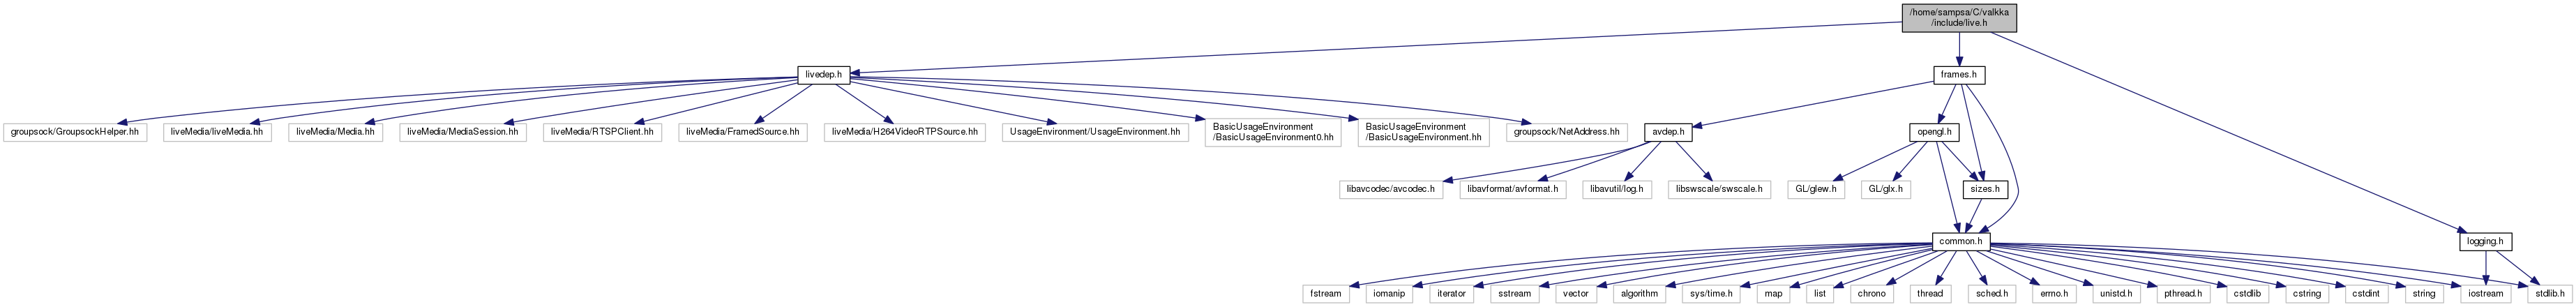 /home/sampsa/C/valkka
/include/live.h
livedep.h
frames.h
groupsock/GroupsockHelper.hh
liveMedia/liveMedia.hh
liveMedia/Media.hh
liveMedia/MediaSession.hh
liveMedia/RTSPClient.hh
liveMedia/FramedSource.hh
liveMedia/H264VideoRTPSource.hh
UsageEnvironment/UsageEnvironment.hh
BasicUsageEnvironment
/BasicUsageEnvironment0.hh
BasicUsageEnvironment
/BasicUsageEnvironment.hh
groupsock/NetAddress.hh
avdep.h
opengl.h
libavcodec/avcodec.h
libavformat/avformat.h
libavutil/log.h
libswscale/swscale.h
GL/glew.h
GL/glx.h
sizes.h
common.h
logging.h
fstream
iomanip
iterator
sstream
vector
algorithm
sys/time.h
map
list
chrono
thread
sched.h
errno.h
unistd.h
pthread.h
cstdlib
cstring
cstdint
string
iostream
stdlib.h